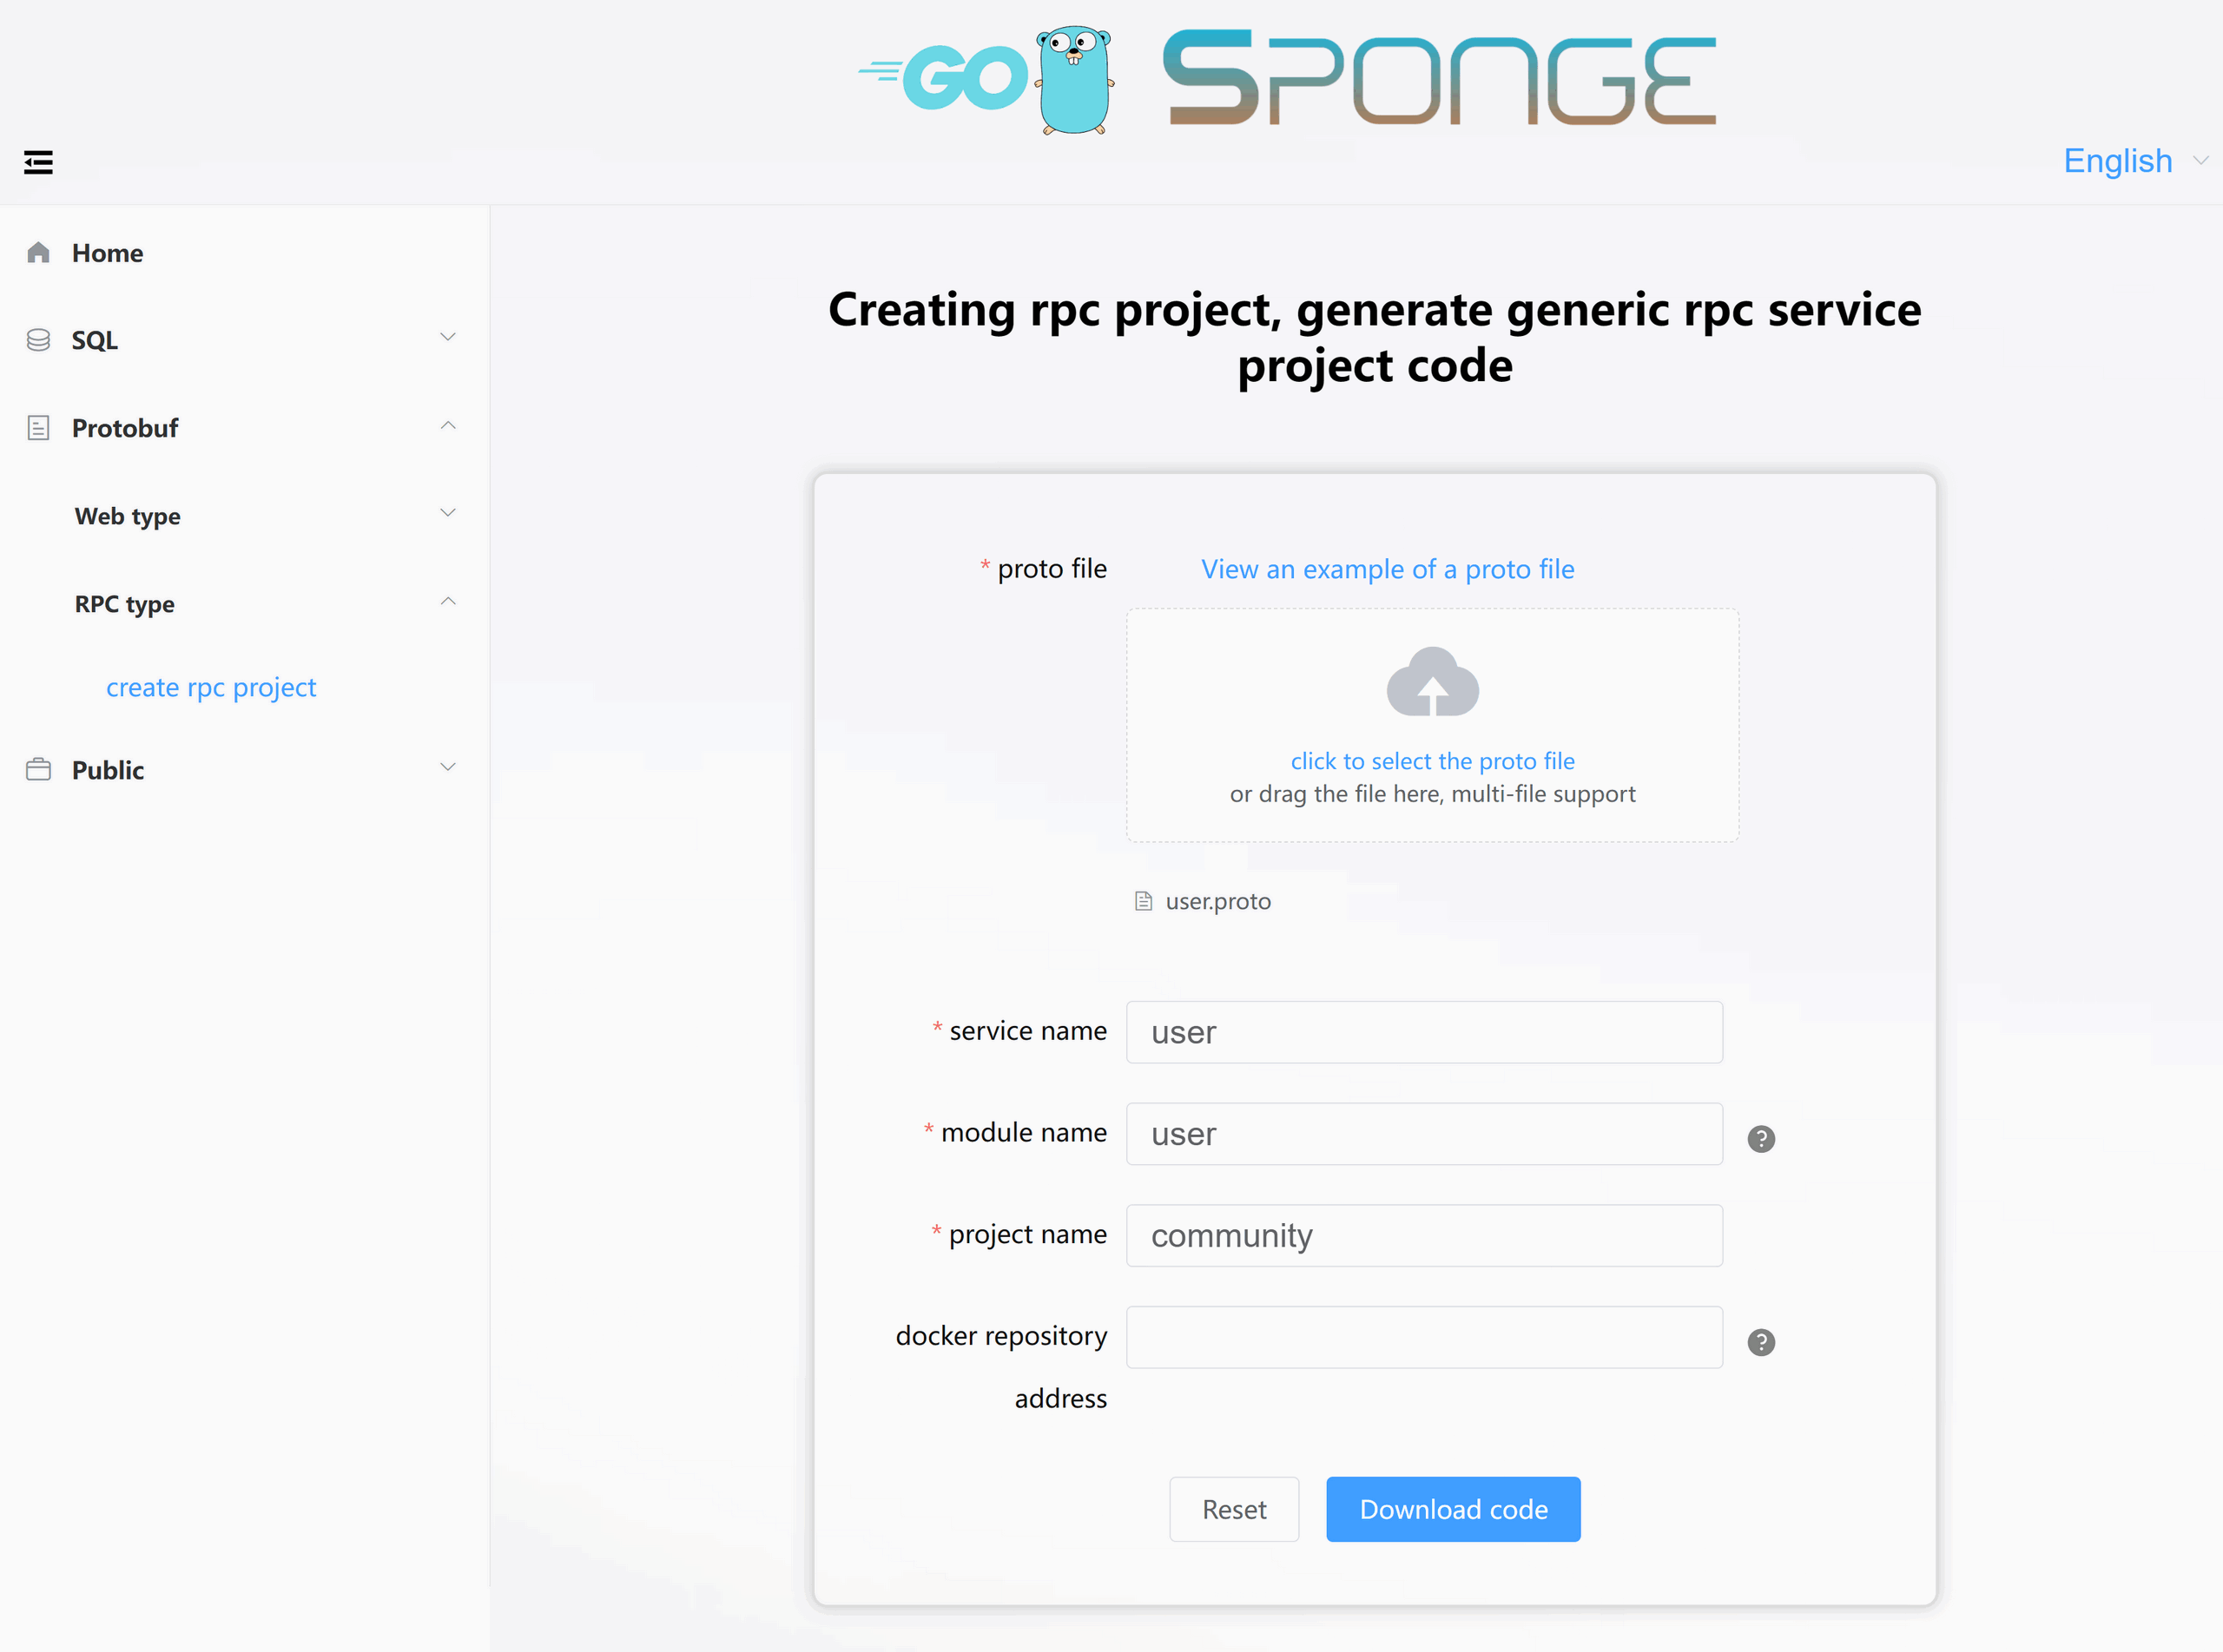 GO SPONGE
English
Home
SQL
Protobuf
Web type
RPC type
create rpc project
Public
Creating rpc project, generate generic rpc service
project code
* proto file View an example of a proto file
click to select the proto file
or drag the file here, multi-file support
user.proto
* service name user
* module name user ?
* project name community
docker repository ?
address
Reset Download code